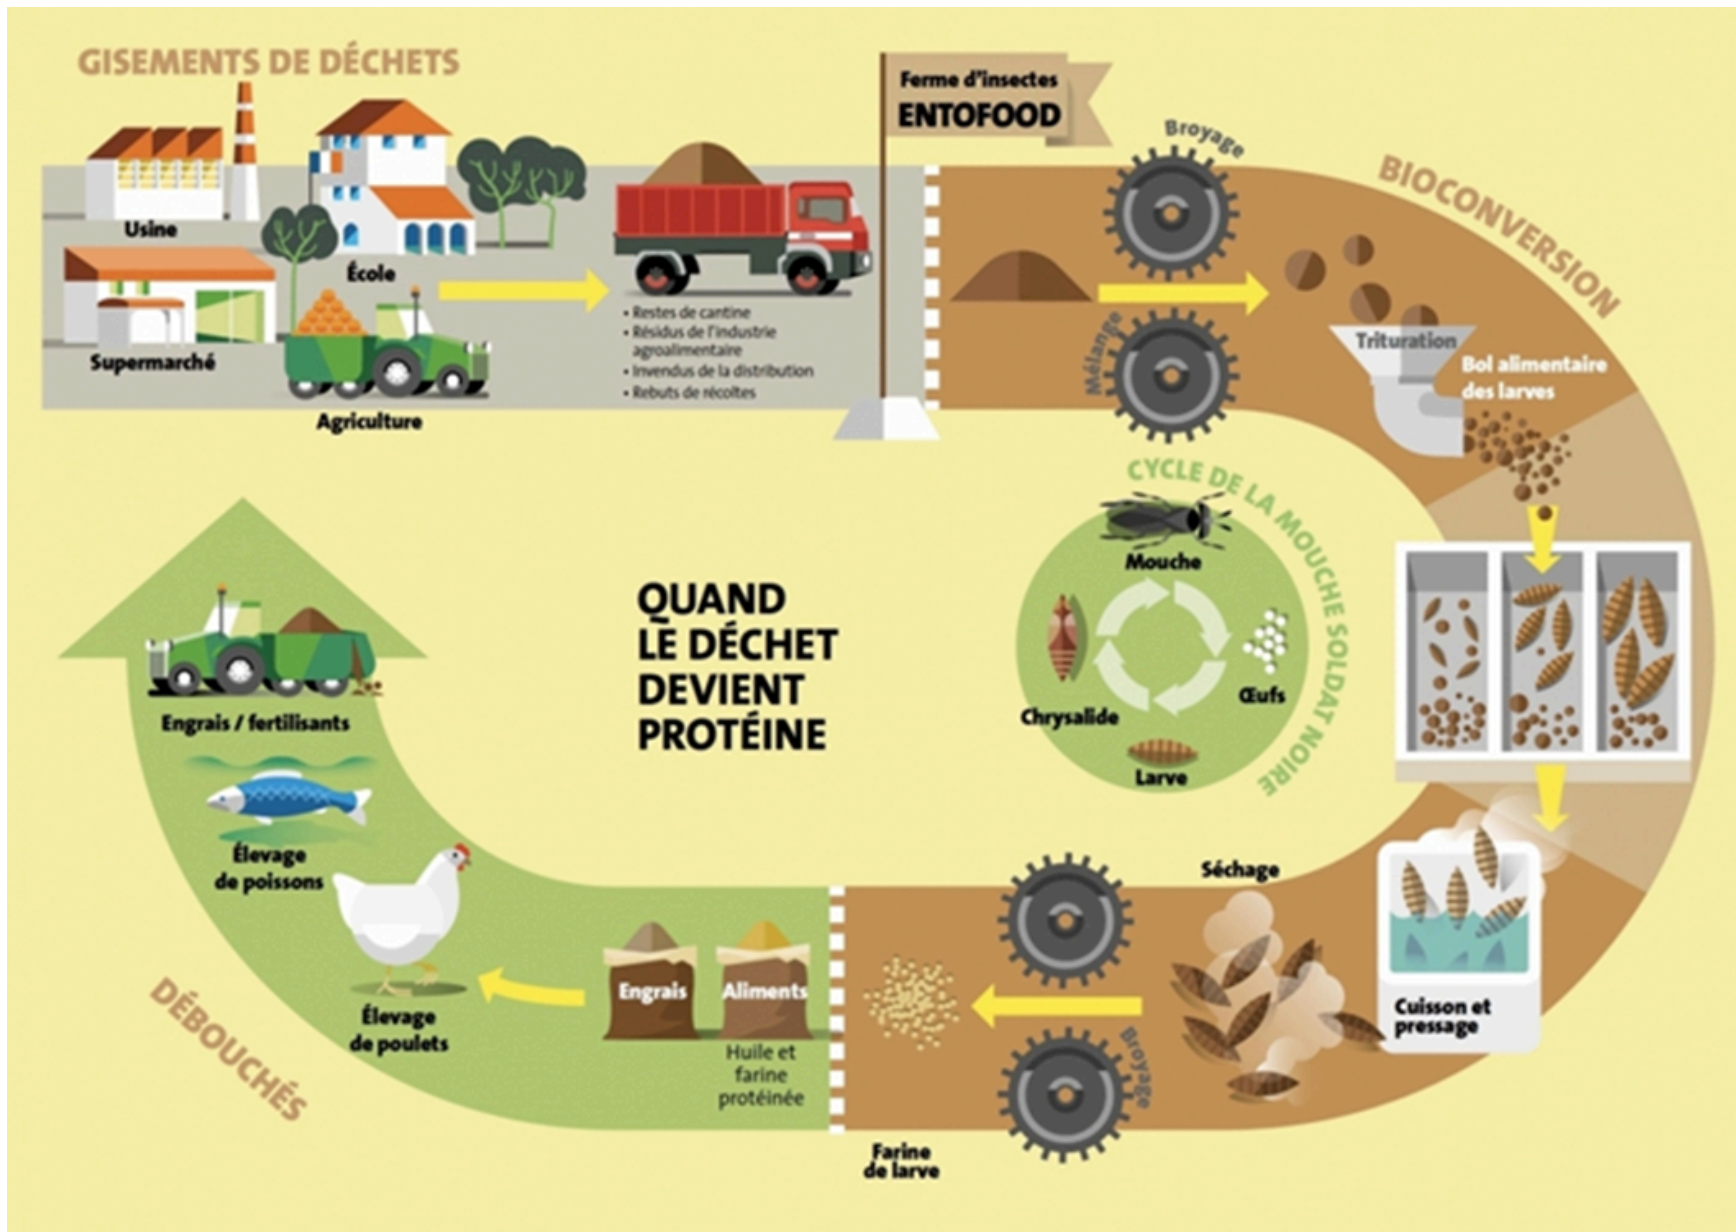 GISEMENTS DE DÉCHETS
Usine
École
Supermarché
Agriculture
• Restes de cantine
• Résidus de l'industrie
agroalimentaire
• Invendus de la distribution
• Rebuts de récoltes
Ferme d'insectes
ENTOFOOD
Broyage
Mélange
BIOCONVERSION
Trituration
Bol alimentaire
des larves
CYCLE DE LA MOUCHE SOLDAT NOIRE
Mouche
Œufs
Larve
Chrysalide
QUAND
LE DÉCHET
DEVIENT
PROTÉINE
Cuisson et
pressage
Séchage
Broyage
Farine
de larve
Engrais
Aliments
Huile et
farine
protéinée
Élevage
de poulets
Élevage
de poissons
Engrais / fertilisants
DÉBOUCHÉS